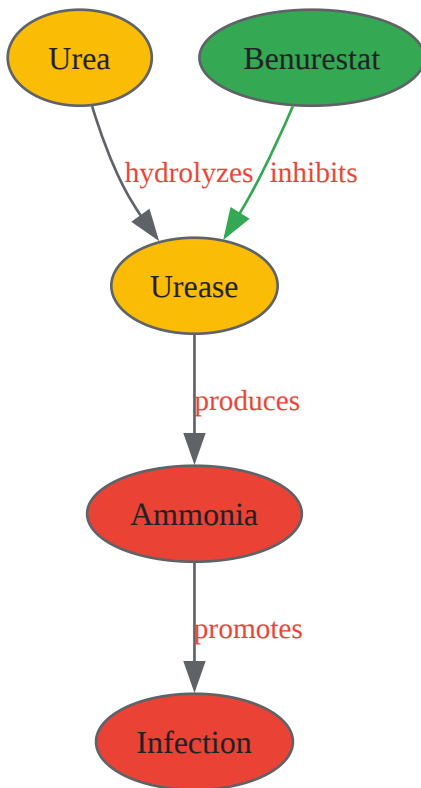 Urea
Benurestat
hydrolyzes
inhibits
Urease
produces
Ammonia
promotes
Infection